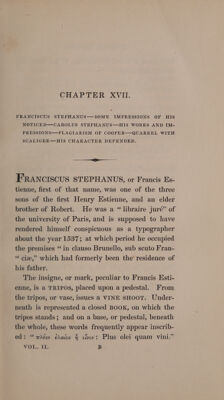 CHAPTER XVII.
FRANCISCUS STEPHANUS—SOME IMPRESSIONS OF HIS
NOTICED—CAROLUS STEPHANUS—HIS WORKS AND IM-
PRESSIONS—PLAGIARISM OF COOPER—QUARREL WITH
SCALIGER—HIS CHARACTER DEFENDED.
FRANCISCUS STEPHANUS, or Francis Es-
tienne, first of that name, was one of the three
sons of the first Henry Estienne, and an elder
brother of Robert. He was a “ libraire juré” of
the university of Paris, and is supposed to have
rendered himself conspicuous as a typographer
about the year 1537; at which period he occupied
the premises “ in clauso Brunello, sub scuto Fran-
“ ciæ,” which had formerly been the residence of
his father.
The insigne, or mark, peculiar to Francis Esti-
enne, is a TRIPOS, placed upon a pedestal. From
the tripos, or vase, issues a VINE SHOOT. Under-
neath is represented a closed BOOK, on which the
tripos stands; and on a base, or pedestal, beneath
the whole, these words frequently appear inscrib-
ed: “ πλέον ἐλαίου ἢ οἴνου: Plus olei quam vini.”
VOL. II. B